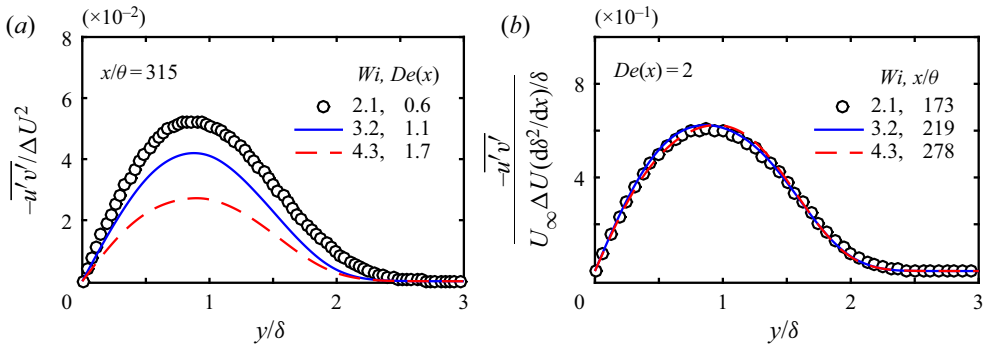 (a)
(×10⁻²)
8
6
4
2
0
−u′v′/ΔU²
x/θ = 315
Wi, De(x)
2.1, 0.6
3.2, 1.1
4.3, 1.7
1
2
3
y/δ
(b)
(×10⁻¹)
8
4
0
−u′v′
U∞ ΔU(dδ²/dx)/δ
De(x) = 2
Wi, x/θ
2.1, 173
3.2, 219
4.3, 278
1
2
3
y/δ